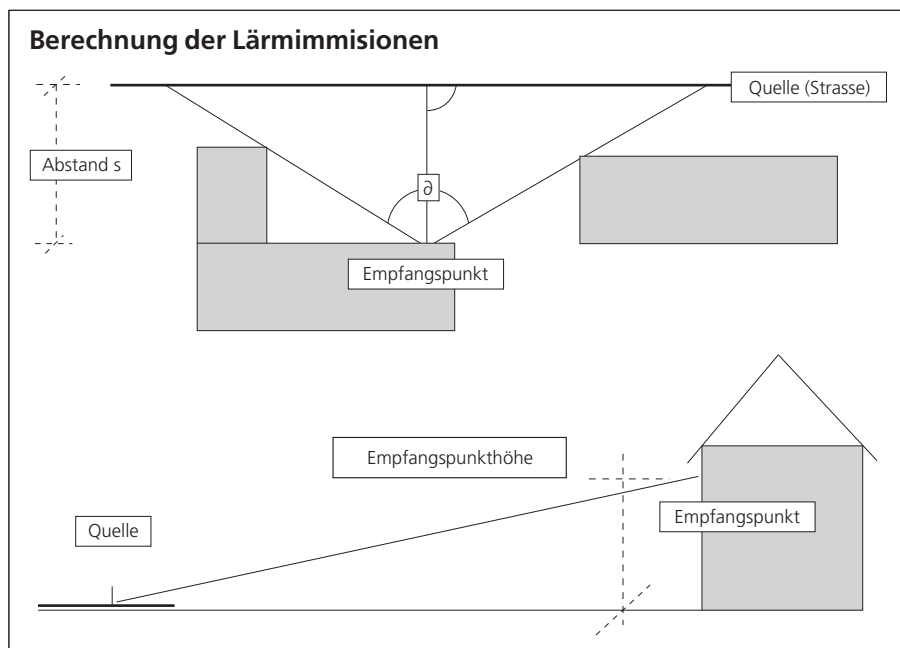 Berechnung der Lärmimmisionen
Quelle (Strasse)
Abstand s
∂
Empfangspunkt
Empfangspunkthöhe
Empfangspunkt
Quelle